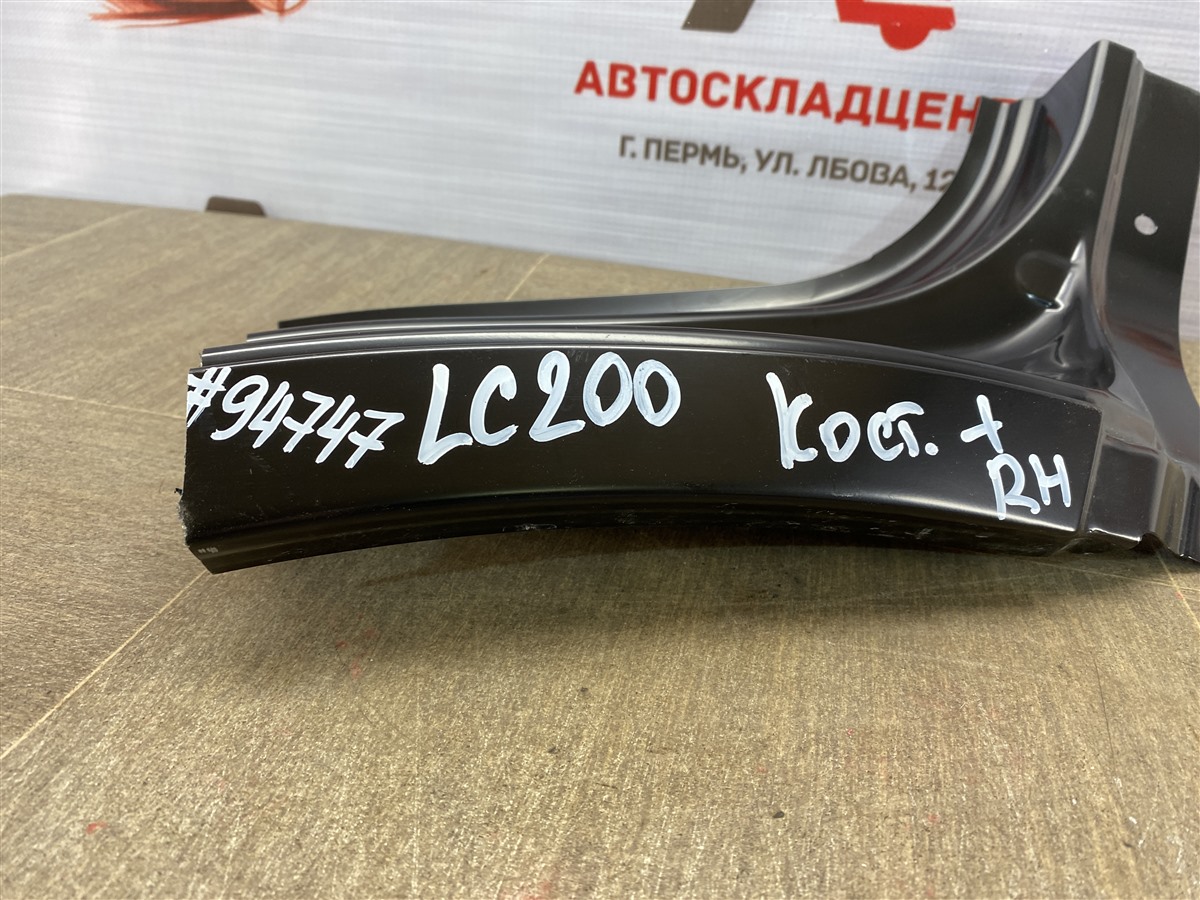 АВТОСКЛАДЦЕН
Г. ПЕРМЬ, УЛ. ЛБОВА, 12
#94747 LC200 Кост. +
RH